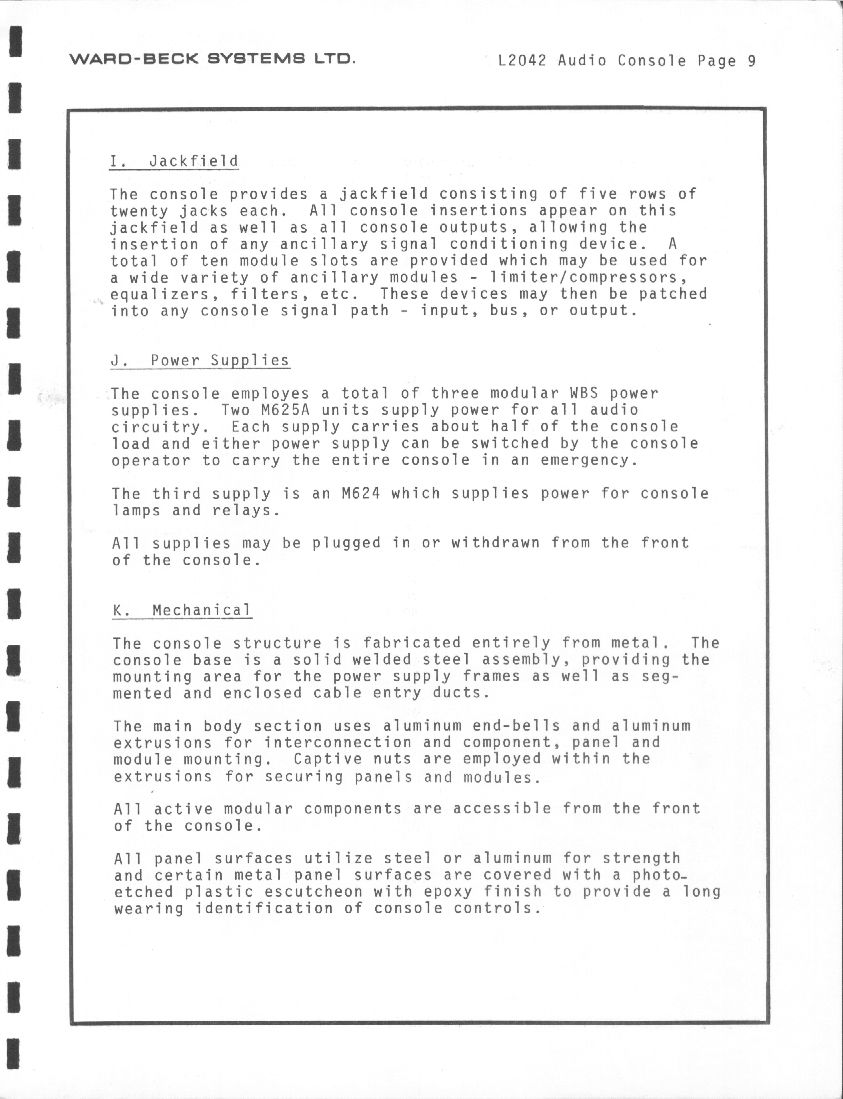 WARD-BECK SYSTEMS LTD.
L2042 Audio Console Page 9
I. Jackfield
The console provides a jackfield consisting of five rows of
twenty jacks each. All console insertions appear on this
jackfield as well as all console outputs, allowing the
insertion of any ancillary signal conditioning device. A
total of ten module slots are provided which may be used for
a wide variety of ancillary modules - limiter/compressors,
equalizers, filters, etc. These devices may then be patched
into any console signal path - input, bus, or output.
J. Power Supplies
The console employes a total of three modular WBS power
supplies. Two M625A units supply power for all audio
circuitry. Each supply carries about half of the console
load and either power supply can be switched by the console
operator to carry the entire console in an emergency.
The third supply is an M624 which supplies power for console
lamps and relays.
All supplies may be plugged in or withdrawn from the front
of the console.
K. Mechanical
The console structure is fabricated entirely from metal. The
console base is a solid welded steel assembly, providing the
mounting area for the power supply frames as well as seg-
mented and enclosed cable entry ducts.
The main body section uses aluminum end-bells and aluminum
extrusions for interconnection and component, panel and
module mounting. Captive nuts are employed within the
extrusions for securing panels and modules.
All active modular components are accessible from the front
of the console.
All panel surfaces utilize steel or aluminum for strength
and certain metal panel surfaces are covered with a photo-
etched plastic escutcheon with epoxy finish to provide a long
wearing identification of console controls.